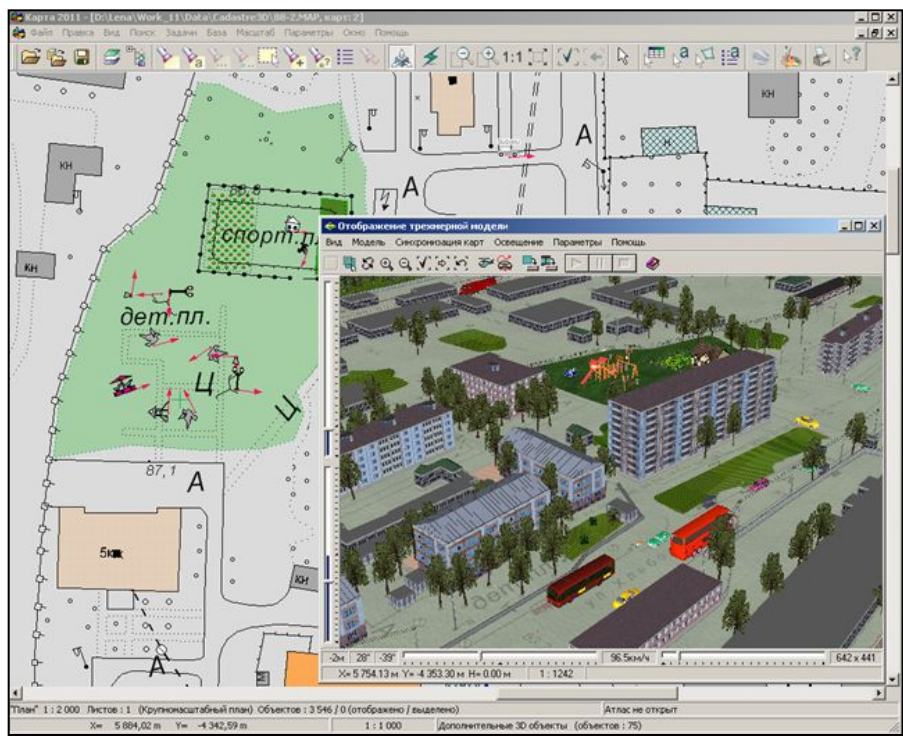 Карта 2011 - [D:\Lena\Work_11\Data\Cadastre3D\88-2.MAP, карт: 2]
Файл Правка Вид Поиск Задачи База Масштаб Параметры Окно Помощь
1:1
a
a
a
КН
А
Н
КН
А
спорт.п
Отображение трехмерной модели
Вид Модель Синхронизация карт Освещение Параметры Помощь
КН
дет.пл.
Ц
Ц
87,1
А
5кж
КН
А
М
-2м 28° -39° 96.5км/ч 642 x 441
X= 5 754.13 м Y= -4 353.30 м H= 0.00 м 1 : 1242
"План" 1 : 2 000 Листов : 1 (Крупномасштабный план) Объектов : 3 546 / 0 (отображено / выделено) Атлас не открыт
X= 5 884,02 m Y= -4 342,59 m 1 : 1 000 Дополнительные 3D объекты (объектов : 75)